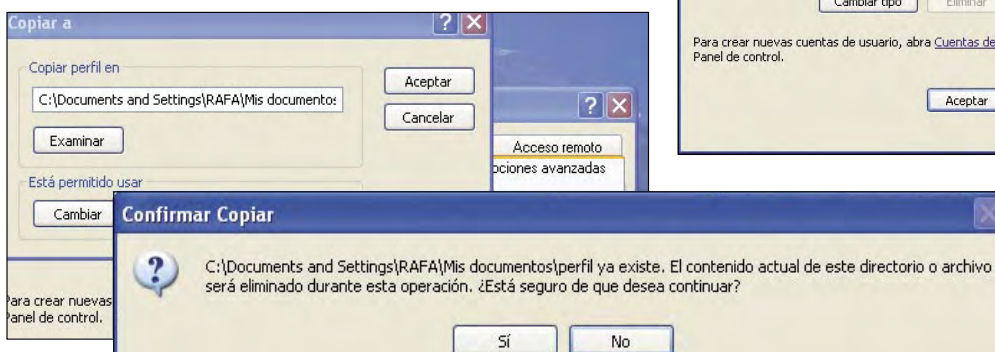 Copiar a
Copiar perfil en
C:\Documents and Settings\RAFA\Mis documentos
Aceptar
Cancelar
Examinar
Está permitido usar
Cambiar
Para crear nuevas
Panel de control.
Acceso remoto
pciones avanzadas
Cambiar tipo
Eliminar
Para crear nuevas cuentas de usuario, abra Cuentas de
Panel de control.
Aceptar
Confirmar Copiar
C:\Documents and Settings\RAFA\Mis documentos\perfil ya existe. El contenido actual de este directorio o archivo
será eliminado durante esta operación. ¿Está seguro de que desea continuar?
Sí
No